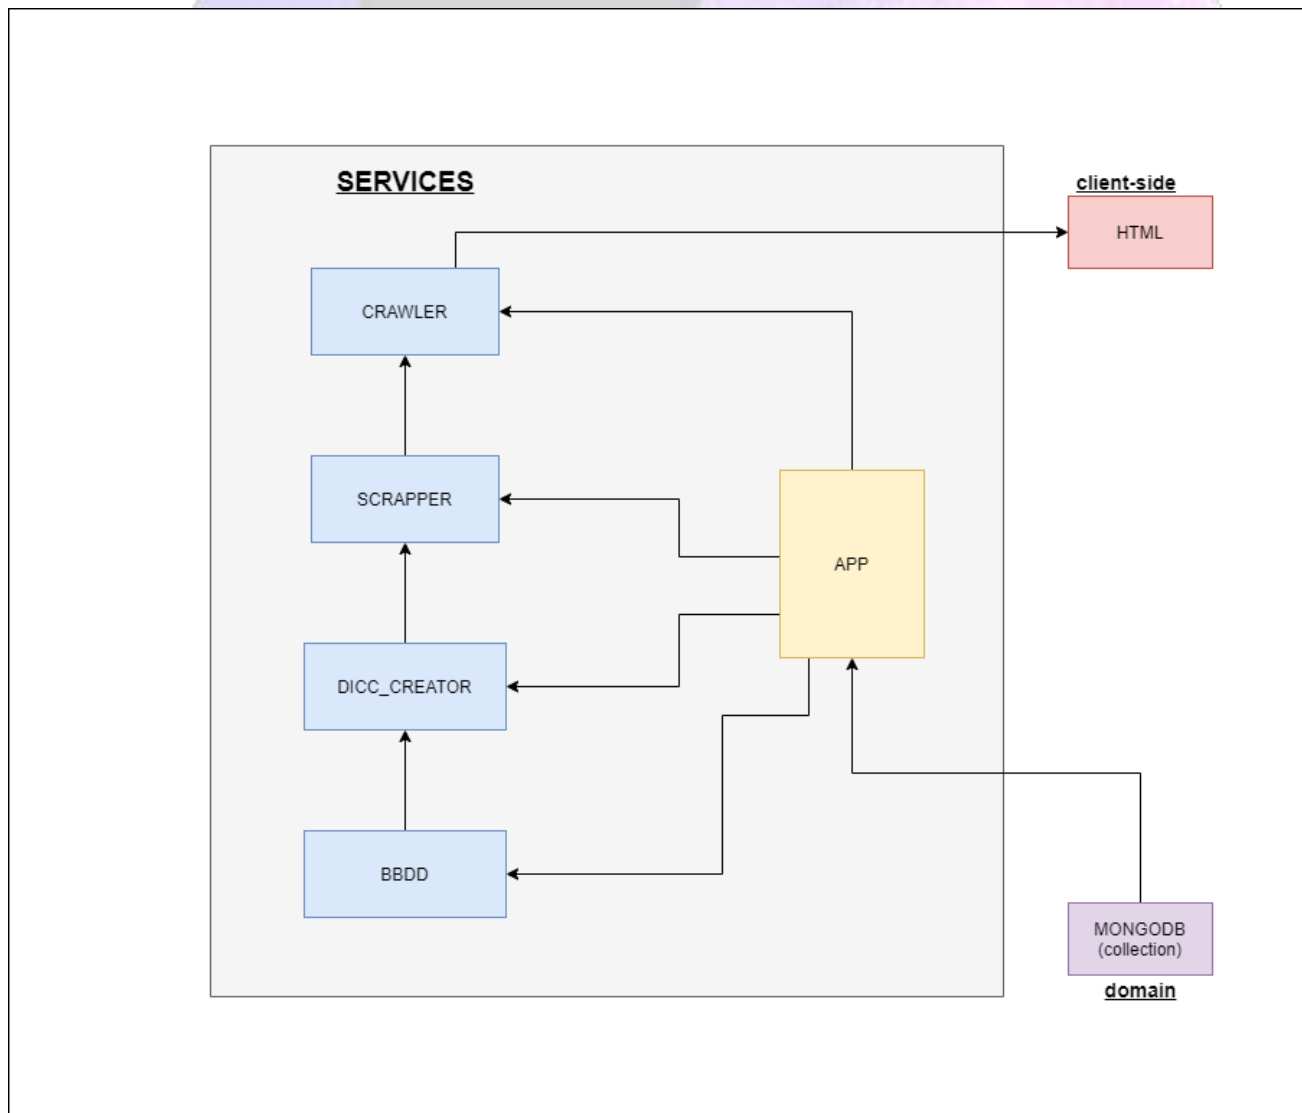 SERVICES
client-side
HTML
CRAWLER
SCRAPPER
APP
DICC_CREATOR
BBDD
MONGODB
(collection)
domain